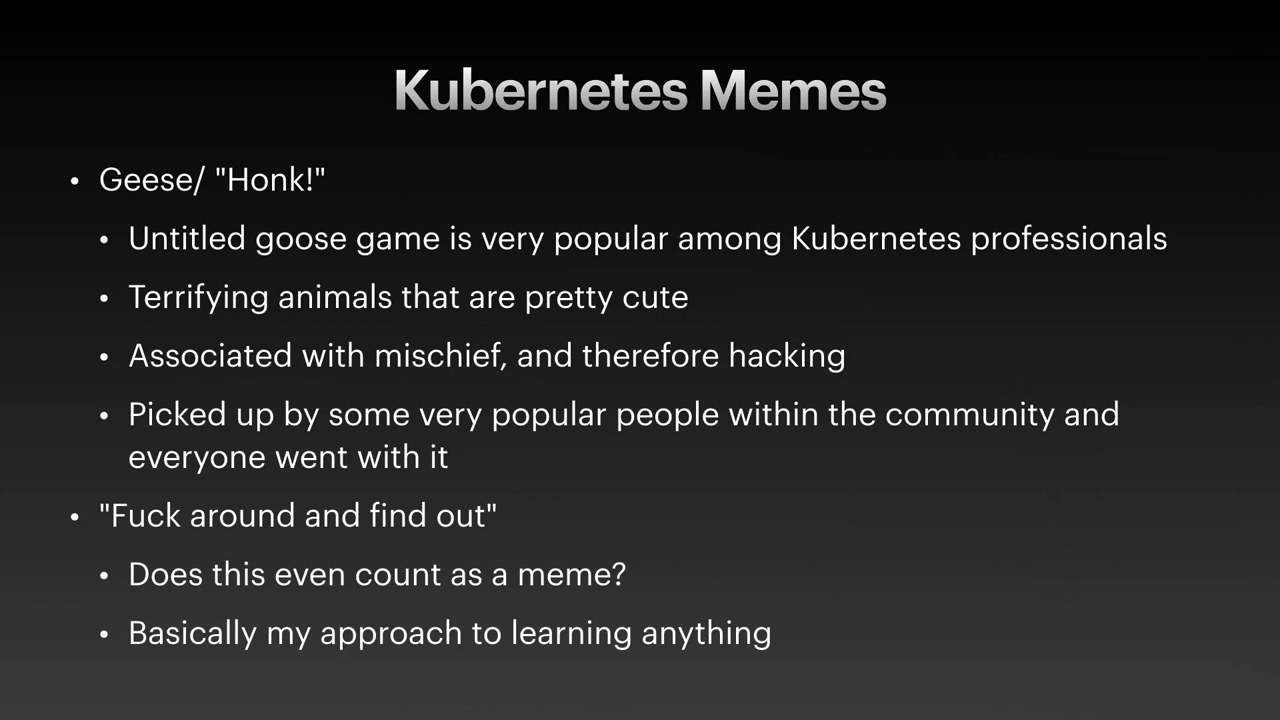 Kubernetes Memes
• Geese/ "Honk!"
• Untitled goose game is very popular among Kubernetes professionals
• Terrifying animals that are pretty cute
• Associated with mischief, and therefore hacking
• Picked up by some very popular people within the community and
everyone went with it
• "Fuck around and find out"
• Does this even count as a meme?
• Basically my approach to learning anything